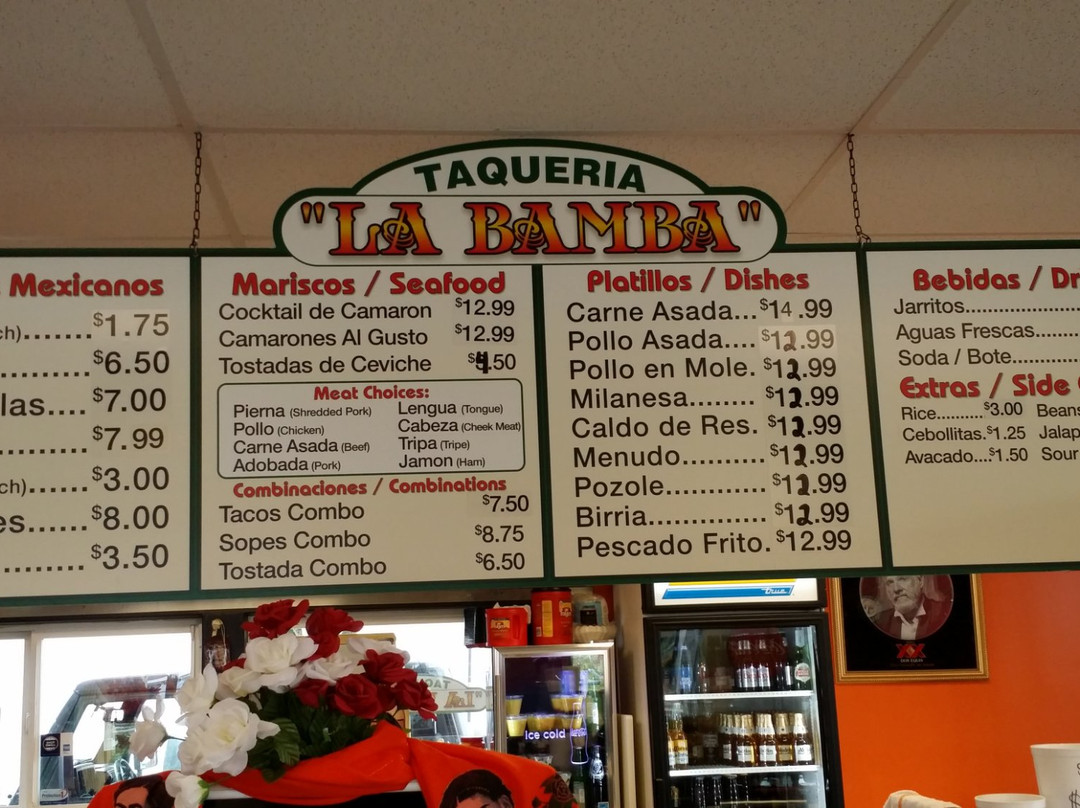 TAQUERIA
"LA BAMBA"
Mexicanos
ch).......$1.75
$6.50
las....$7.00
$7.99
ch)......$3.00
es......$8.00
$3.50
Mariscos / Seafood
Cocktail de Camaron $12.99
Camarones Al Gusto $12.99
Tostadas de Ceviche $4.50
Meat Choices:
Pierna (Shredded Pork)
Pollo (Chicken)
Carne Asada (Beef)
Adobada (Pork)
Lengua (Tongue)
Cabeza (Cheek Meat)
Tripa (Tripe)
Jamon (Ham)
Combinaciones / Combinations
Tacos Combo $7.50
Sopes Combo $8.75
Tostada Combo $6.50
Platillos / Dishes
Carne Asada...$14.99
Pollo Asada....$12.99
Pollo en Mole.$12.99
Milanesa........$12.99
Caldo de Res.$12.99
Menudo..........$12.99
Pozole............$12.99
Birria..............$12.99
Pescado Frito.$12.99
Bebidas / Dr
Jarritos..................
Aguas Frescas.......
Soda / Bote...........
Extras / Side
Rice..........$3.00 Beans
Cebollitas.$1.25 Jalap
Avacado...$1.50 Sour
true
Ice cold
XX